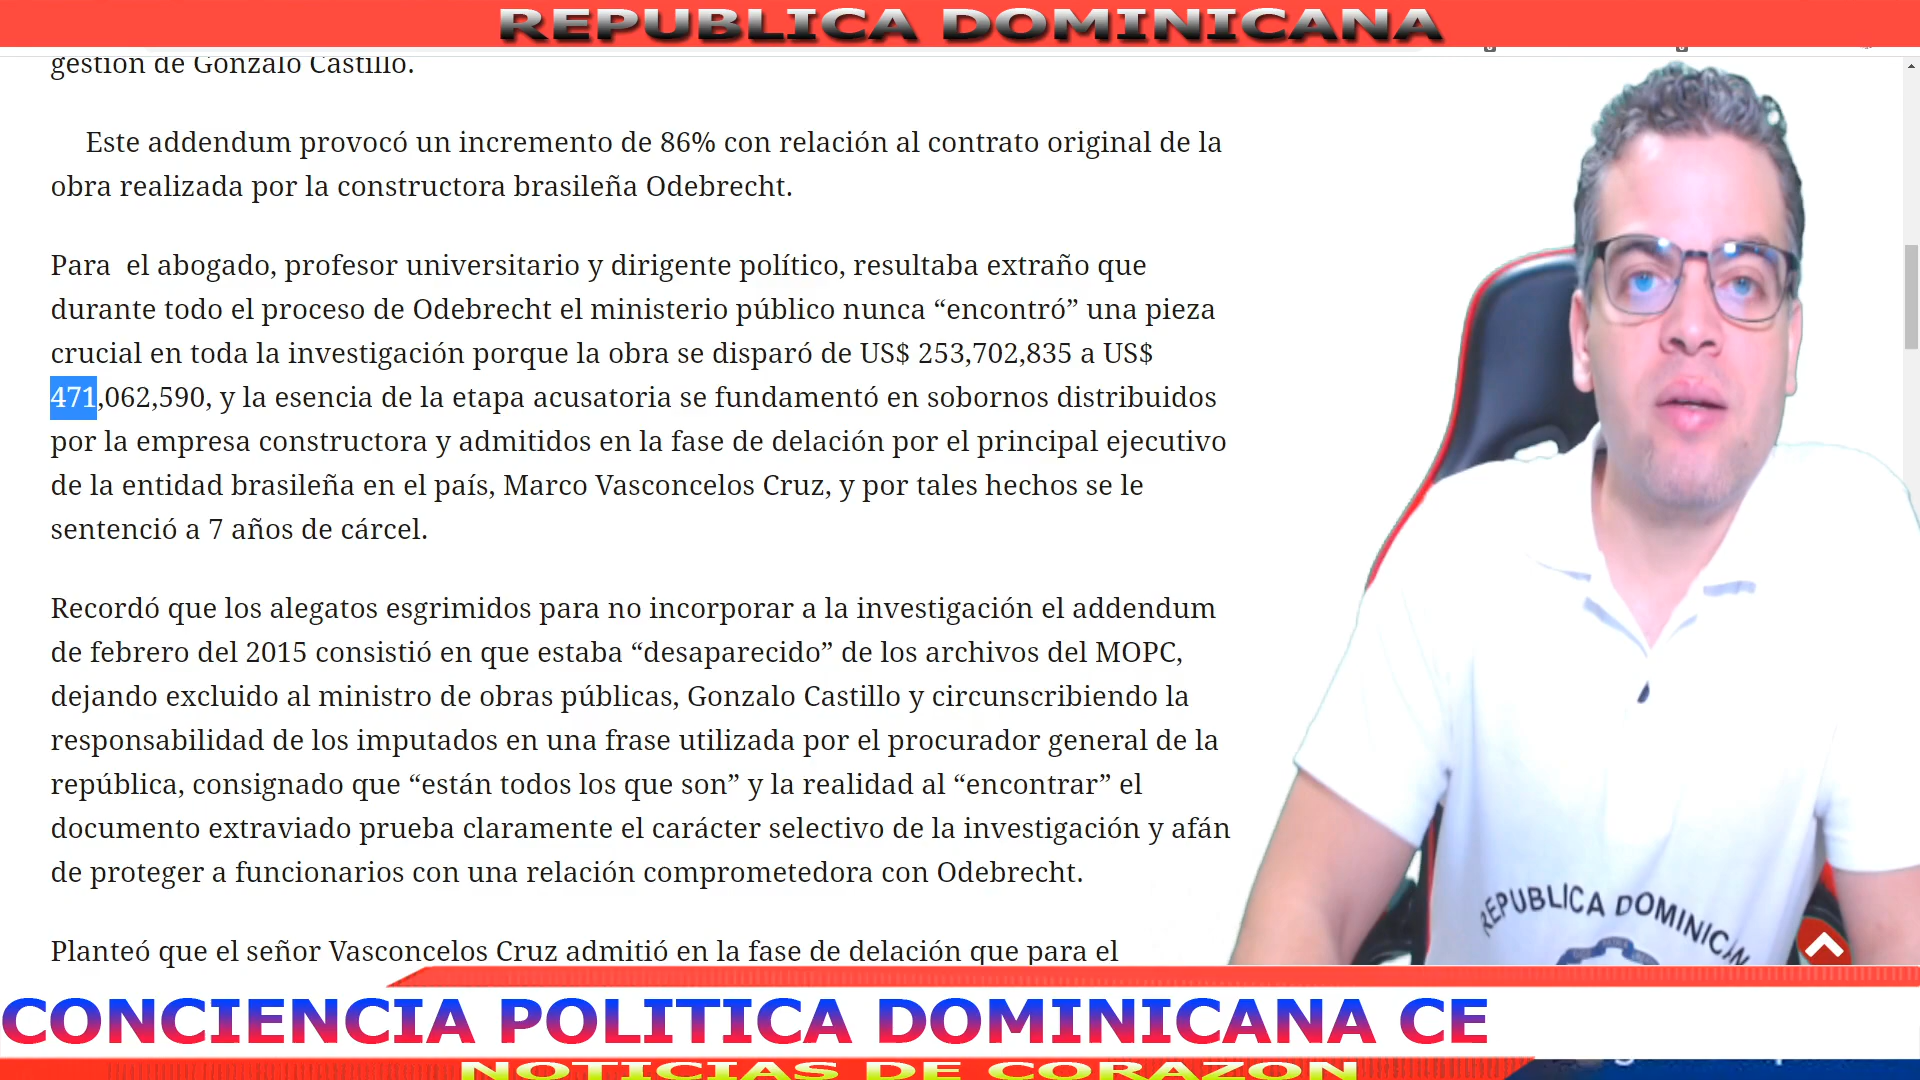 REPUBLICA DOMINICANA
gestión de Gonzalo Castillo.
Este addendum provocó un incremento de 86% con relación al contrato original de la
obra realizada por la constructora brasileña Odebrecht.
Para el abogado, profesor universitario y dirigente político, resultaba extraño que
durante todo el proceso de Odebrecht el ministerio público nunca “encontró” una pieza
crucial en toda la investigación porque la obra se disparó de US$ 253,702,835 a US$
471,062,590, y la esencia de la etapa acusatoria se fundamentó en sobornos distribuidos
por la empresa constructora y admitidos en la fase de delación por el principal ejecutivo
de la entidad brasileña en el país, Marco Vasconcelos Cruz, y por tales hechos se le
sentenció a 7 años de cárcel.
Recordó que los alegatos esgrimidos para no incorporar a la investigación el addendum
de febrero del 2015 consistió en que estaba “desaparecido” de los archivos del MOPC,
dejando excluido al ministro de obras públicas, Gonzalo Castillo y circunscribiendo la
responsabilidad de los imputados en una frase utilizada por el procurador general de la
república, consignado que “están todos los que son” y la realidad al “encontrar” el
documento extraviado prueba claramente el carácter selectivo de la investigación y afán
de proteger a funcionarios con una relación comprometedora con Odebrecht.
Planteó que el señor Vasconcelos Cruz admitió en la fase de delación que para el
REPUBLICA DOMINICANA
CONCIENCIA POLITICA DOMINICANA CE
NOTICIAS DE CORAZON